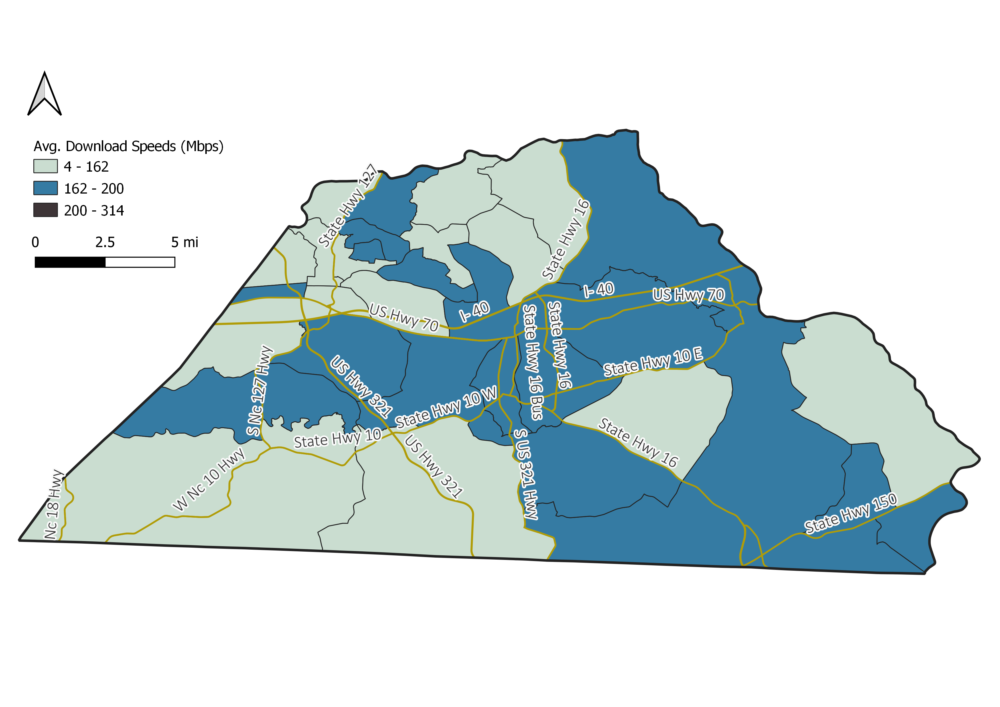 Avg. Download Speeds (Mbps)
4 - 162
162 - 200
200 - 314
0 2.5 5 mi
State Hwy 127
State Hwy 16
I- 40
US Hwy 70
US Hwy 70
I- 40
State Hwy 16 Bus
State Hwy 16
S Nc 127 Hwy
US Hwy 321
State Hwy 10 E
State Hwy 10 W
State Hwy 10
State Hwy 16
US Hwy 321
S US 321 Hwy
W Nc 10 Hwy
Nc 18 Hwy
State Hwy 150